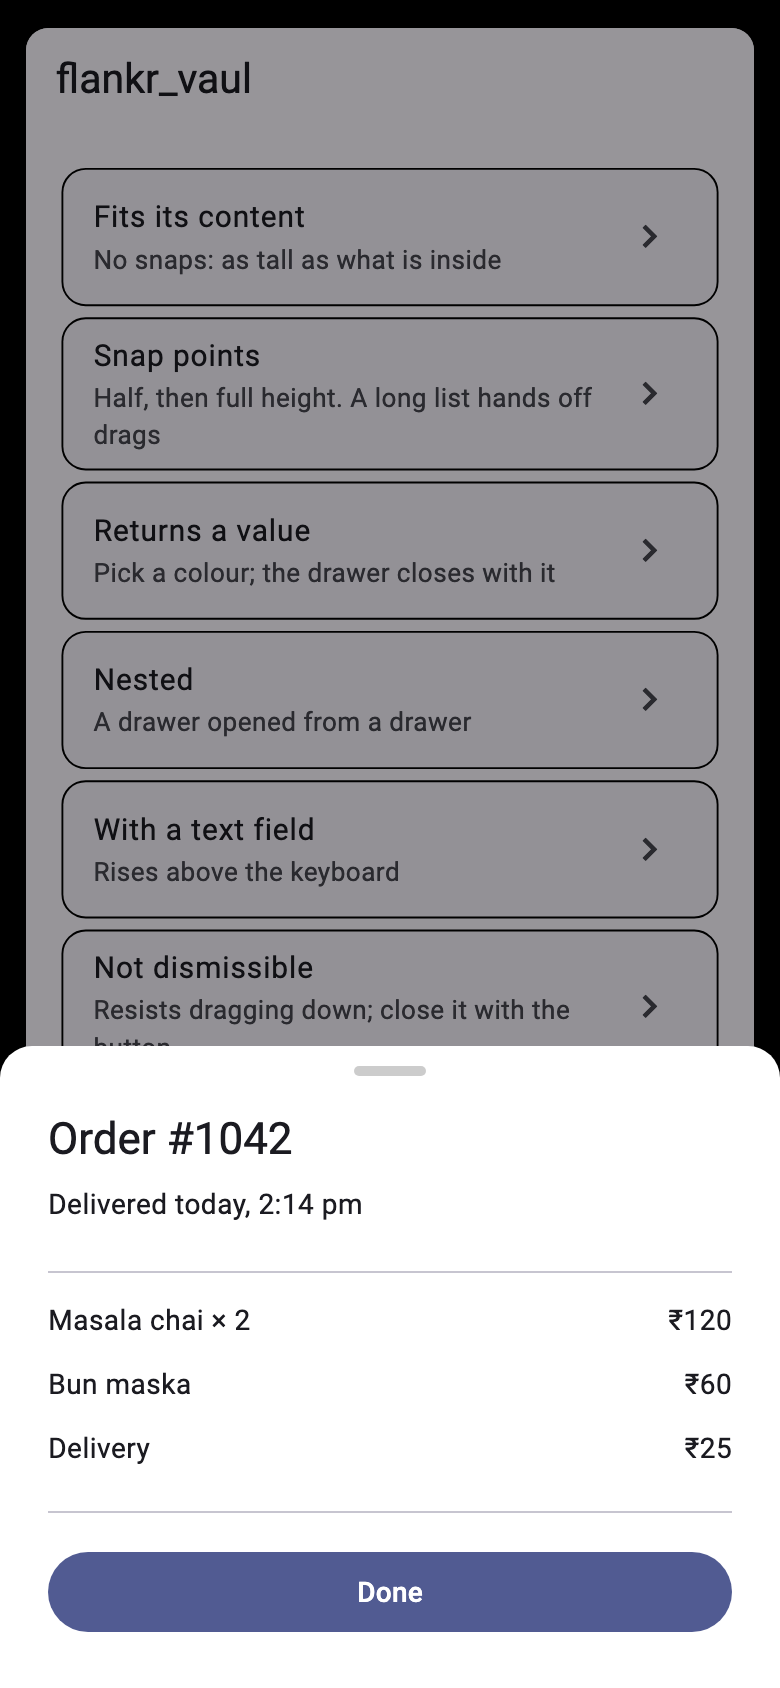 flankr_vaul
Fits its content
No snaps: as tall as what is inside
Snap points
Half, then full height. A long list hands off
drags
Returns a value
Pick a colour; the drawer closes with it
Nested
A drawer opened from a drawer
With a text field
Rises above the keyboard
Not dismissible
Resists dragging down; close it with the
button
Order #1042
Delivered today, 2:14 pm
Masala chai × 2 ₹120
Bun maska ₹60
Delivery ₹25
Done